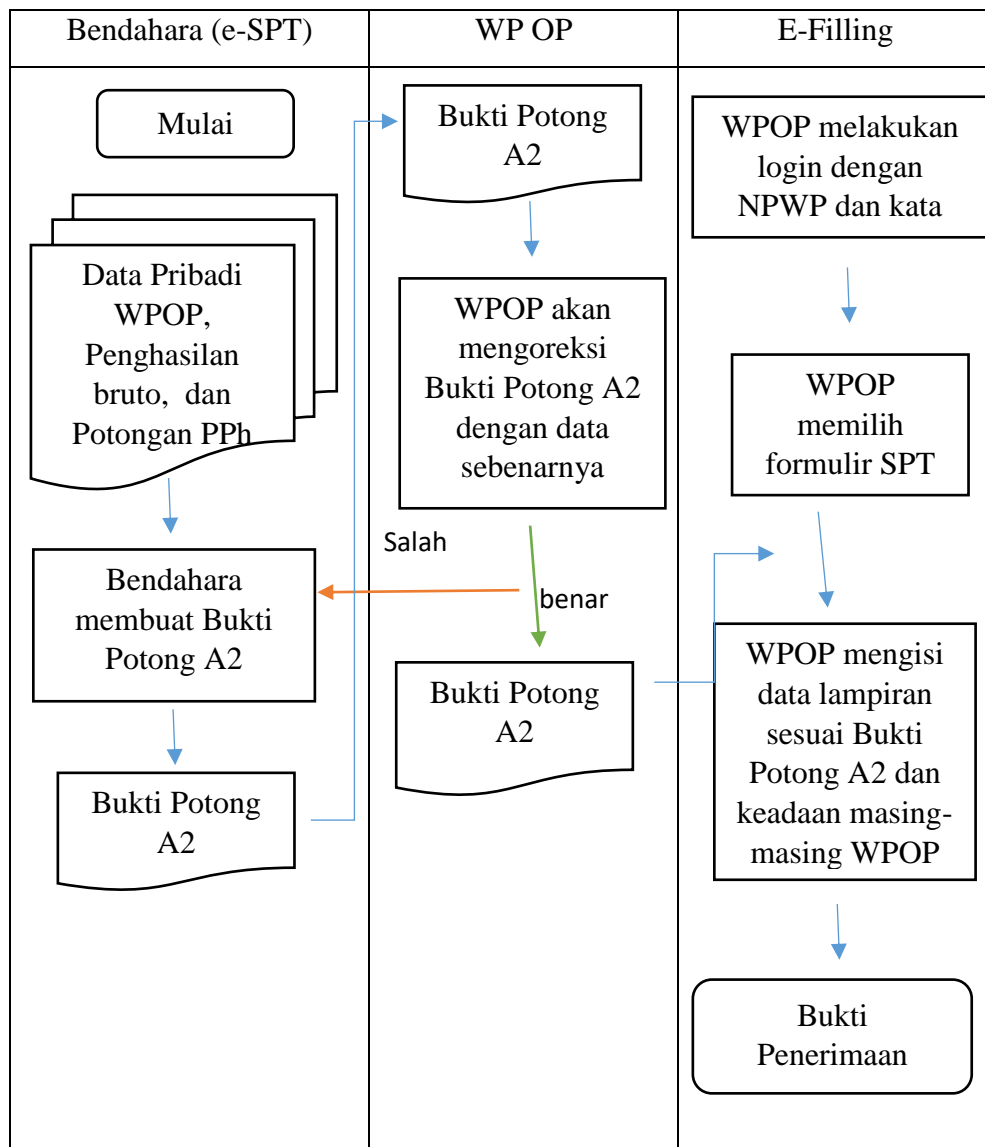 Bendahara (e-SPT)
WP OP
E-Filling
Mulai
Data Pribadi
WPOP,
Penghasilan
bruto, dan
Potongan PPh
Bendahara
membuat Bukti
Potong A2
Bukti Potong
A2
Bukti Potong
A2
WPOP akan
mengoreksi
Bukti Potong A2
dengan data
sebenarnya
Salah
benar
Bukti Potong
A2
WPOP melakukan
login dengan
NPWP dan kata
WPOP
memilih
formulir SPT
WPOP mengisi
data lampiran
sesuai Bukti
Potong A2 dan
keadaan masing-
masing WPOP
Bukti
Penerimaan